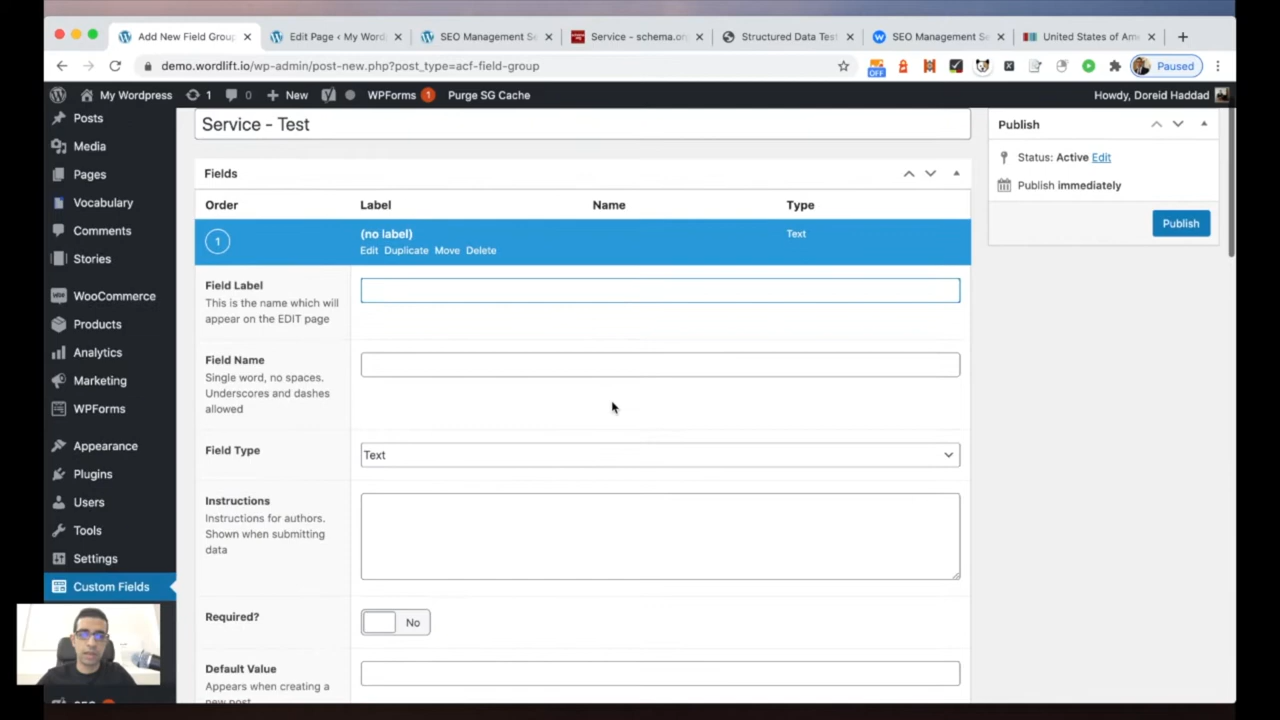 Add New Field Group
Edit Page ‹ My Word
SEO Management Se
Service - schema.or
Structured Data Test
SEO Management Se
United States of Ame
demo.wordlift.io/wp-admin/post-new.php?post_type=acf-field-group
OFF
Paused
My Wordpress
1
0
New
WPForms 1
Purge SG Cache
Howdy, Doreid Haddad
Posts
Media
Pages
Vocabulary
Comments
Stories
WooCommerce
Products
Analytics
Marketing
WPForms
Appearance
Plugins
Users
Tools
Settings
Custom Fields
Service - Test
Fields
Order Label Name Type
1
(no label) Text
Edit Duplicate Move Delete
Field Label
This is the name which will
appear on the EDIT page
Field Name
Single word, no spaces.
Underscores and dashes
allowed
Field Type
Text
Instructions
Instructions for authors.
Shown when submitting
data
Required?
No
Default Value
Appears when creating a
new post
Publish
Status: Active Edit
Publish immediately
Publish